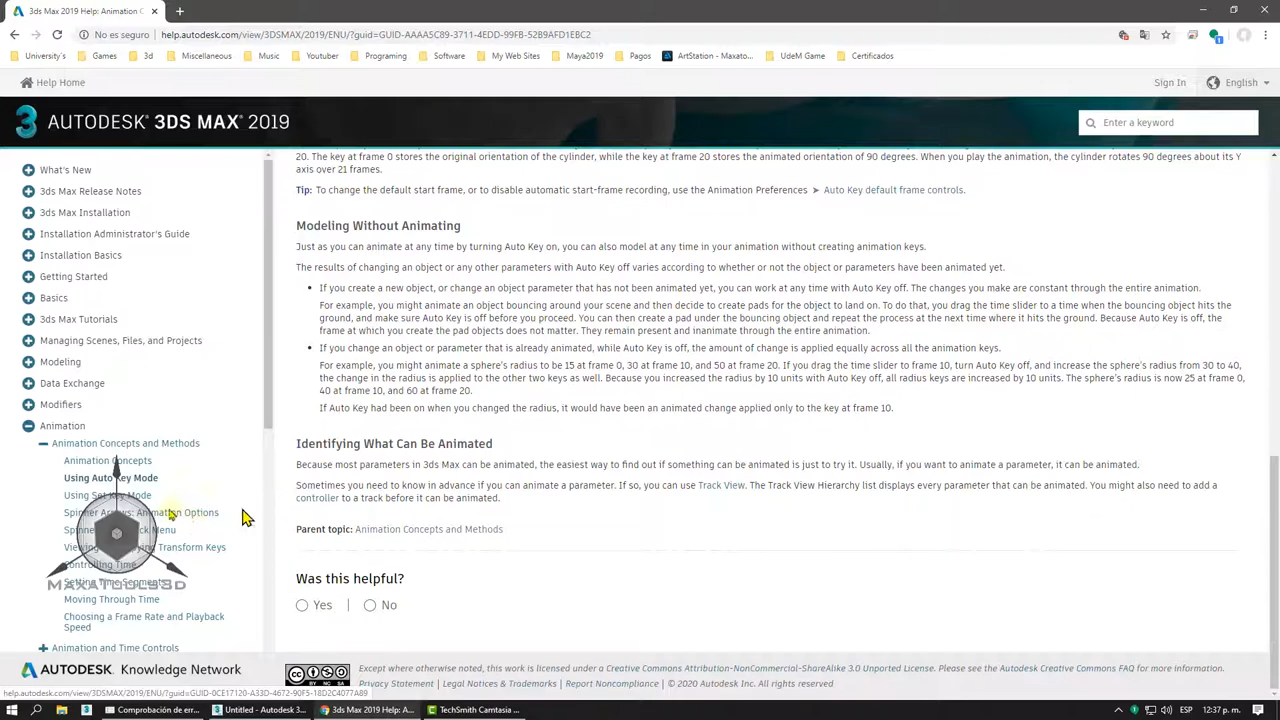 3ds Max 2019 Help: Animation C
No es seguro
help.autodesk.com/view/3DSMAX/2019/ENU/?guid=GUID-AAAA5C89-3711-4EDD-99FB-52B9AFD1EBC2
University´s
Games
3d
Miscellaneous
Music
Youtuber
Programing
Software
My Web Sites
Maya2019
Pagos
ArtStation - Maxato...
UdeM Game
Certificados
Help Home
Sign In
English
AUTODESK® 3DS MAX® 2019
Enter a keyword
What's New
3ds Max Release Notes
3ds Max Installation
Installation Administrator's Guide
Installation Basics
Getting Started
Basics
3ds Max Tutorials
Managing Scenes, Files, and Projects
Modeling
Data Exchange
Modifiers
Animation
Animation Concepts and Methods
Animation Concepts
Using Auto Key Mode
Using Set Key Mode
Spinner Arrows: Animation Options
Menu
Transform Keys
Controlling Time
Setting Time Segments
Moving Through Time
Choosing a Frame Rate and Playback
Speed
Animation and Time Controls
MAXATOOLS3D
20. The key at frame 0 stores the original orientation of the cylinder, while the key at frame 20 stores the animated orientation of 90 degrees. When you play the animation, the cylinder rotates 90 degrees about its Y
axis over 21 frames.
Tip: To change the default start frame, or to disable automatic start-frame recording, use the Animation Preferences ➤ Auto Key default frame controls.
Modeling Without Animating
Just as you can animate at any time by turning Auto Key on, you can also model at any time in your animation without creating animation keys.
The results of changing an object or any other parameters with Auto Key off varies according to whether or not the object or parameters have been animated yet.
• If you create a new object, or change an object parameter that has not been animated yet, you can work at any time with Auto Key off. The changes you make are constant through the entire animation.
For example, you might animate an object bouncing around your scene and then decide to create pads for the object to land on. To do that, you drag the time slider to a time when the bouncing object hits the
ground, and make sure Auto Key is off before you proceed. You can then create a pad under the bouncing object and repeat the process at the next time where it hits the ground. Because Auto Key is off, the
frame at which you create the pad objects does not matter. They remain present and inanimate through the entire animation.
• If you change an object or parameter that is already animated, while Auto Key is off, the amount of change is applied equally across all the animation keys.
For example, you might animate a sphere's radius to be 15 at frame 0, 30 at frame 10, and 50 at frame 20. If you drag the time slider to frame 10, turn Auto Key off, and increase the sphere's radius from 30 to 40,
the change in the radius is applied to the other two keys as well. Because you increased the radius by 10 units with Auto Key off, all radius keys are increased by 10 units. The sphere's radius is now 25 at frame 0,
40 at frame 10, and 60 at frame 20.
If Auto Key had been on when you changed the radius, it would have been an animated change applied only to the key at frame 10.
Identifying What Can Be Animated
Because most parameters in 3ds Max can be animated, the easiest way to find out if something can be animated is just to try it. Usually, if you want to animate a parameter, it can be animated.
Sometimes you need to know in advance if you can animate a parameter. If so, you can use Track View. The Track View Hierarchy list displays every parameter that can be animated. You might also need to add a
controller to a track before it can be animated.
Parent topic: Animation Concepts and Methods
Was this helpful?
Yes | No
AUTODESK. Knowledge Network
Except where otherwise noted, this work is licensed under a Creative Commons Attribution-NonCommercial-ShareAlike 3.0 Unported License. Please see the Autodesk Creative Commons FAQ for more information.
Privacy Statement | Legal Notices & Trademarks | Report Noncompliance | © 2020 Autodesk Inc. All rights reserved
help.autodesk.com/view/3DSMAX/2019/ENU/?guid=GUID-0CE17120-A33D-4672-90F5-18D2C4077A89
Comprobación de err...
Untitled - Autodesk 3...
3ds Max 2019 Help: A...
TechSmith Camtasia ...
ESP
12:37 p. m.